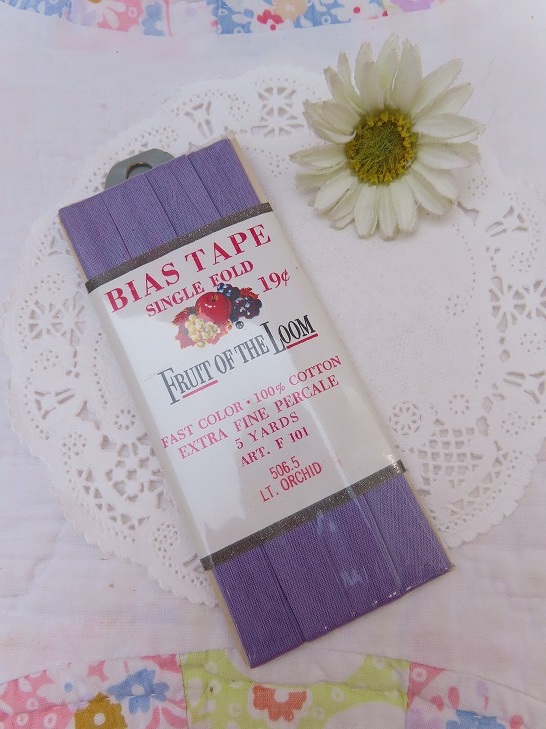 BIAS TAPE
SINGLE FOLD 19¢
FRUIT OF THE LOOM
FAST COLOR • 100% COTTON
EXTRA FINE PERCALE
5 YARDS
ART. F 101
506.5
LT. ORCHID